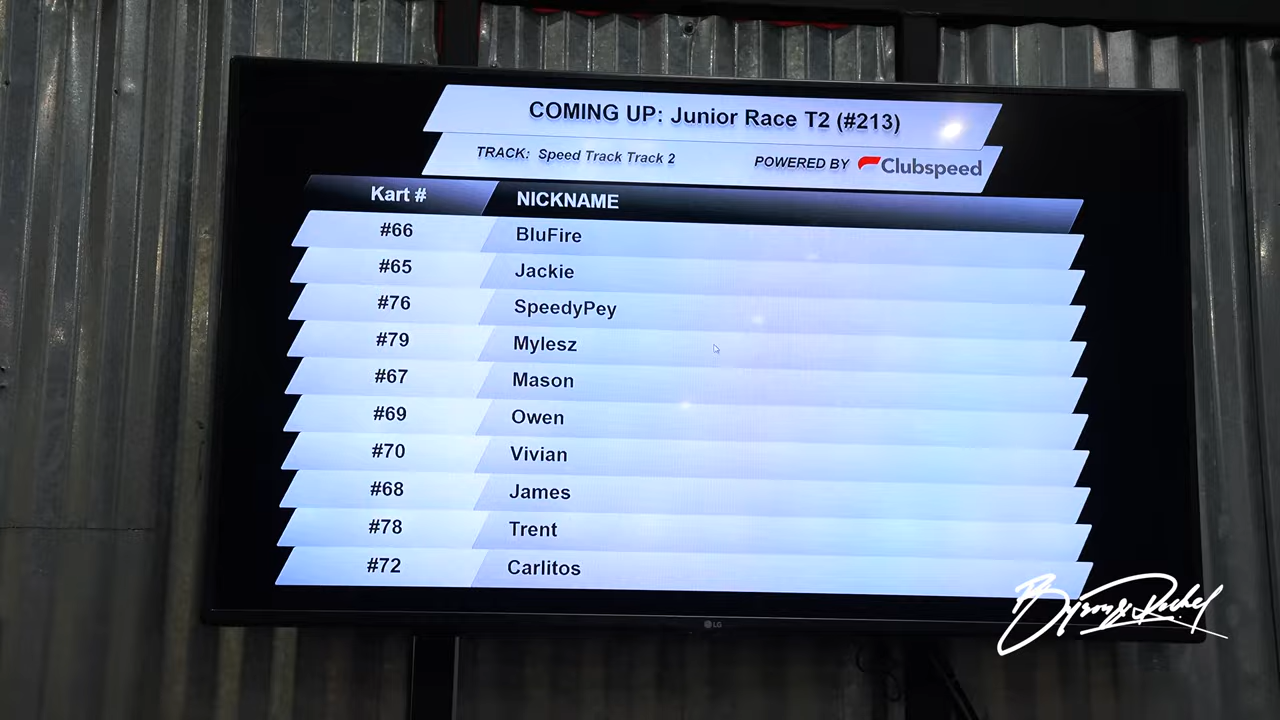 COMING UP: Junior Race T2 (#213)
TRACK: Speed Track Track 2 POWERED BY Clubspeed
Kart # NICKNAME
#66 BluFire
#65 Jackie
#76 SpeedyPey
#79 Mylesz
#67 Mason
#69 Owen
#70 Vivian
#68 James
#78 Trent
#72 Carlitos
LG